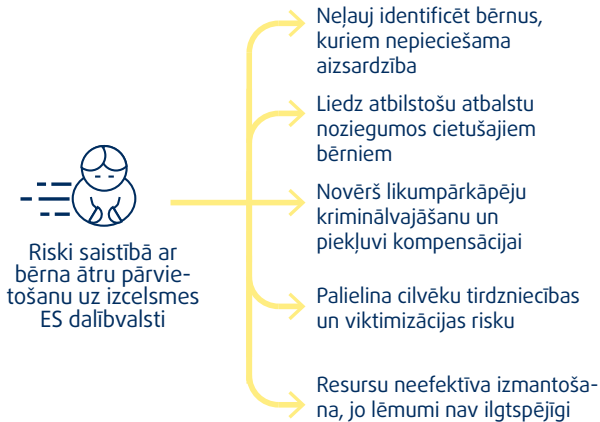 Neļauj identificēt bērnus,
kuriem nepieciešama
aizsardzība
Liedz atbilstošu atbalstu
noziegumos cietušajiem
bērniem
Novērš likumpārkāpēju
kriminālvajāšanu un
piekļuvi kompensācijai
Riski saistībā ar
bērna ātru pārvie-
tošanu uz izcelsmes
ES dalībvalsti
Palielina cilvēku tirdzniecības
un viktimizācijas risku
Resursu neefektīva izmantoša-
na, jo lēmumi nav ilgtspējīgi